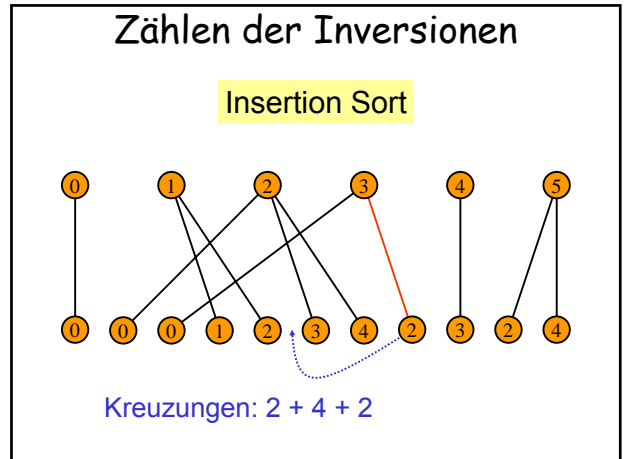 Zählen der Inversionen
Insertion Sort
0 1 2 3 4 5
0 0 0 1 2 3 4 2 3 2 4
Kreuzungen: 2 + 4 + 2